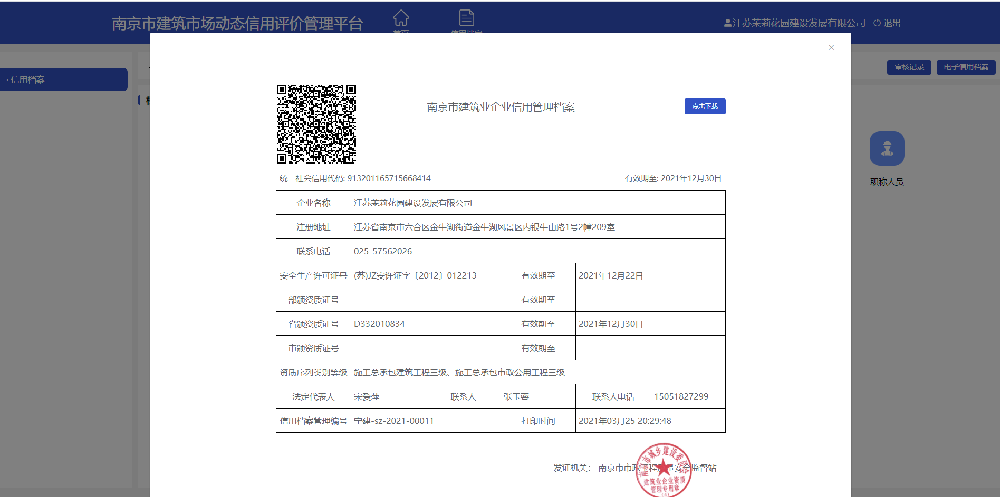 南京市建筑市场动态信用评价管理平台
首页
信用档案
江苏茉莉花园建设发展有限公司
退出
· 信用档案
审核记录
电子信用档案
南京市建筑业企业信用管理档案
点击下载
职称人员
统一社会信用代码: 913201165715668414
有效期至: 2021年12月30日
企业名称 江苏茉莉花园建设发展有限公司
注册地址 江苏省南京市六合区金牛湖街道金牛湖风景区内银牛山路1号2幢209室
联系电话 025-57562026
安全生产许可证号 (苏)JZ安许证字〔2012〕012213 有效期至 2021年12月22日
部颁资质证号 有效期至
省颁资质证号 D332010834 有效期至 2021年12月30日
市颁资质证号 有效期至
资质序列类别等级 施工总承包建筑工程三级、施工总承包市政公用工程三级
法定代表人 宋爱萍 联系人 张玉蓉 联系人电话 15051827299
信用档案管理编号 宁建-sz-2021-00011 打印时间 2021年03月25 20:29:48
发证机关： 南京市市政工程质量安全监督站
南京市城乡建设委员会
建筑业企业资质
管理专用章
(4)